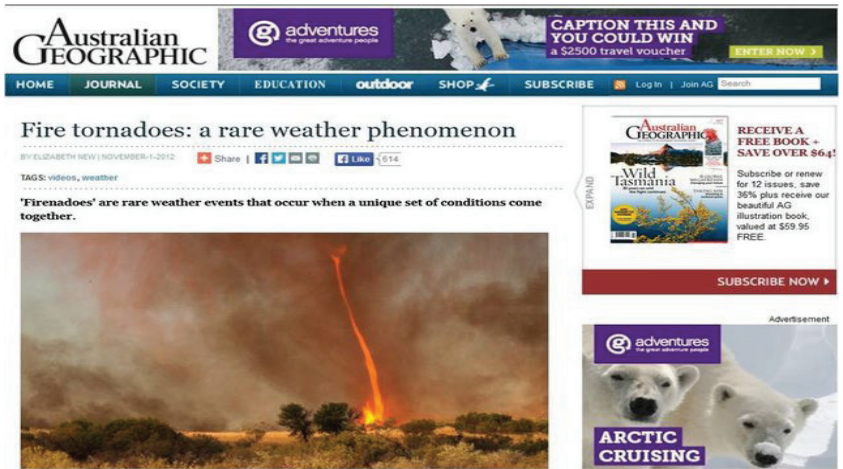 Australian
GEOGRAPHIC
g adventures
the great adventure people
CAPTION THIS AND
YOU COULD WIN
a $2500 travel voucher
ENTER NOW >
HOME JOURNAL SOCIETY EDUCATION outdoor SHOP SUBSCRIBE Log In | Join AG Search
Fire tornadoes: a rare weather phenomenon
BY ELIZABETH NEW | NOVEMBER-1-2012 Share | f Like 614
TAGS: videos, weather
'Firenadoes' are rare weather events that occur when a unique set of conditions come
together.
EXPAND
Australian
GEOGRAPHIC
Wild
Tasmania
RECEIVE A
FREE BOOK +
SAVE OVER $64!
Subscribe or renew
for 12 issues, save
36% plus receive our
beautiful AG
illustration book,
valued at $59.95
FREE.
SUBSCRIBE NOW
Advertisement
g adventures
the great adventure people
ARCTIC
CRUISING